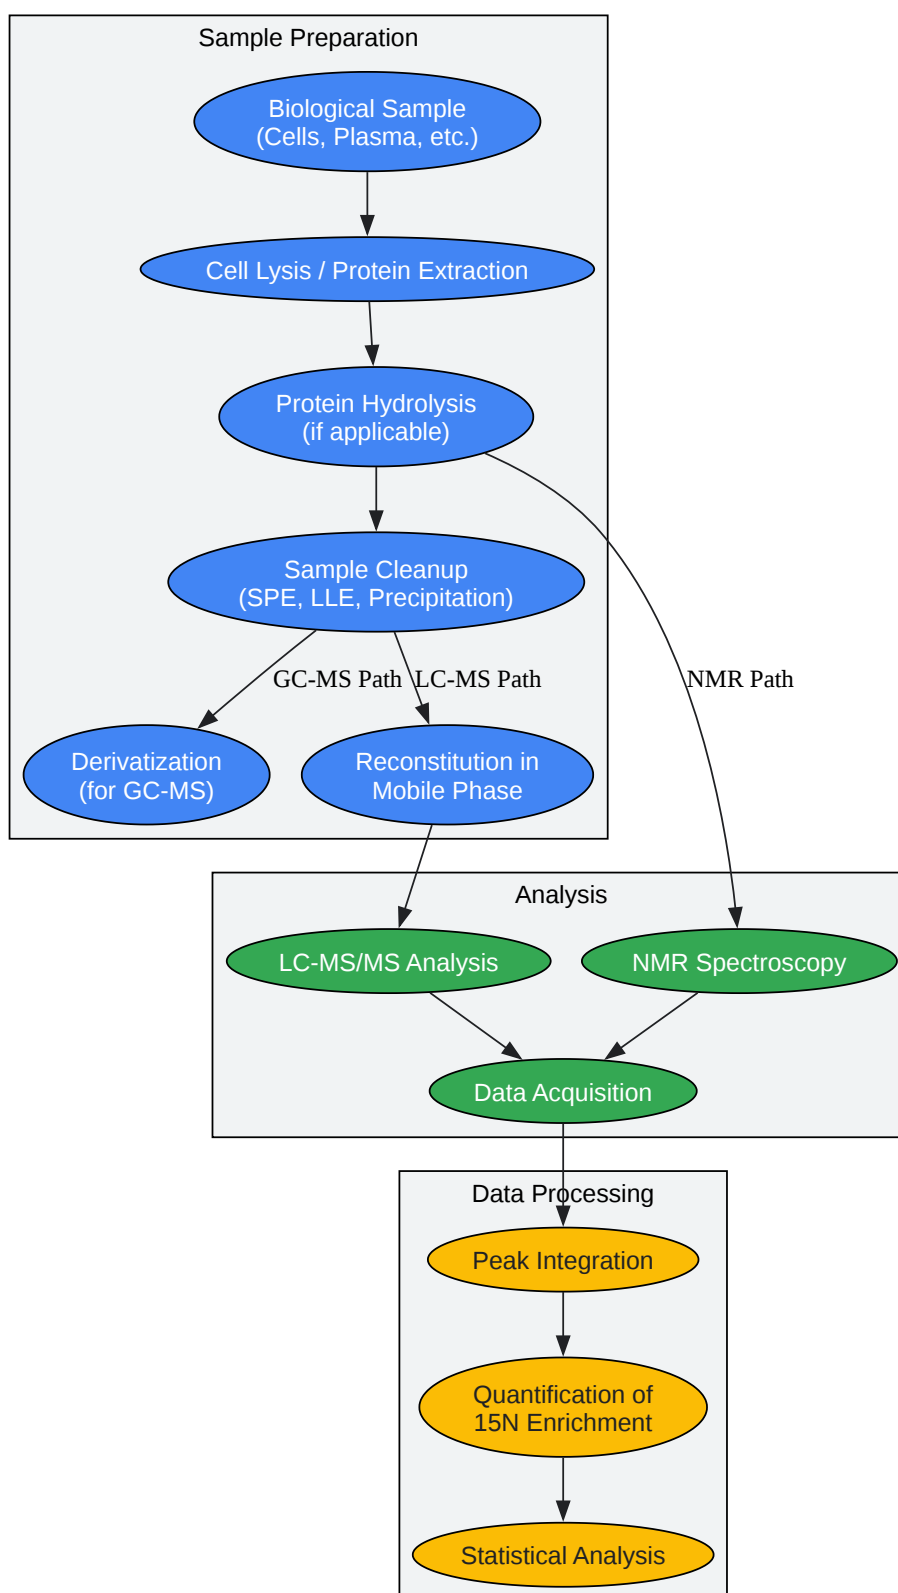 Sample Preparation
Biological Sample
(Cells, Plasma, etc.)
Cell Lysis / Protein Extraction
Protein Hydrolysis
(if applicable)
Sample Cleanup
(SPE, LLE, Precipitation)
GC-MS Path
LC-MS Path
NMR Path
Derivatization
(for GC-MS)
Reconstitution in
Mobile Phase
Analysis
LC-MS/MS Analysis
NMR Spectroscopy
Data Acquisition
Data Processing
Peak Integration
Quantification of
15N Enrichment
Statistical Analysis